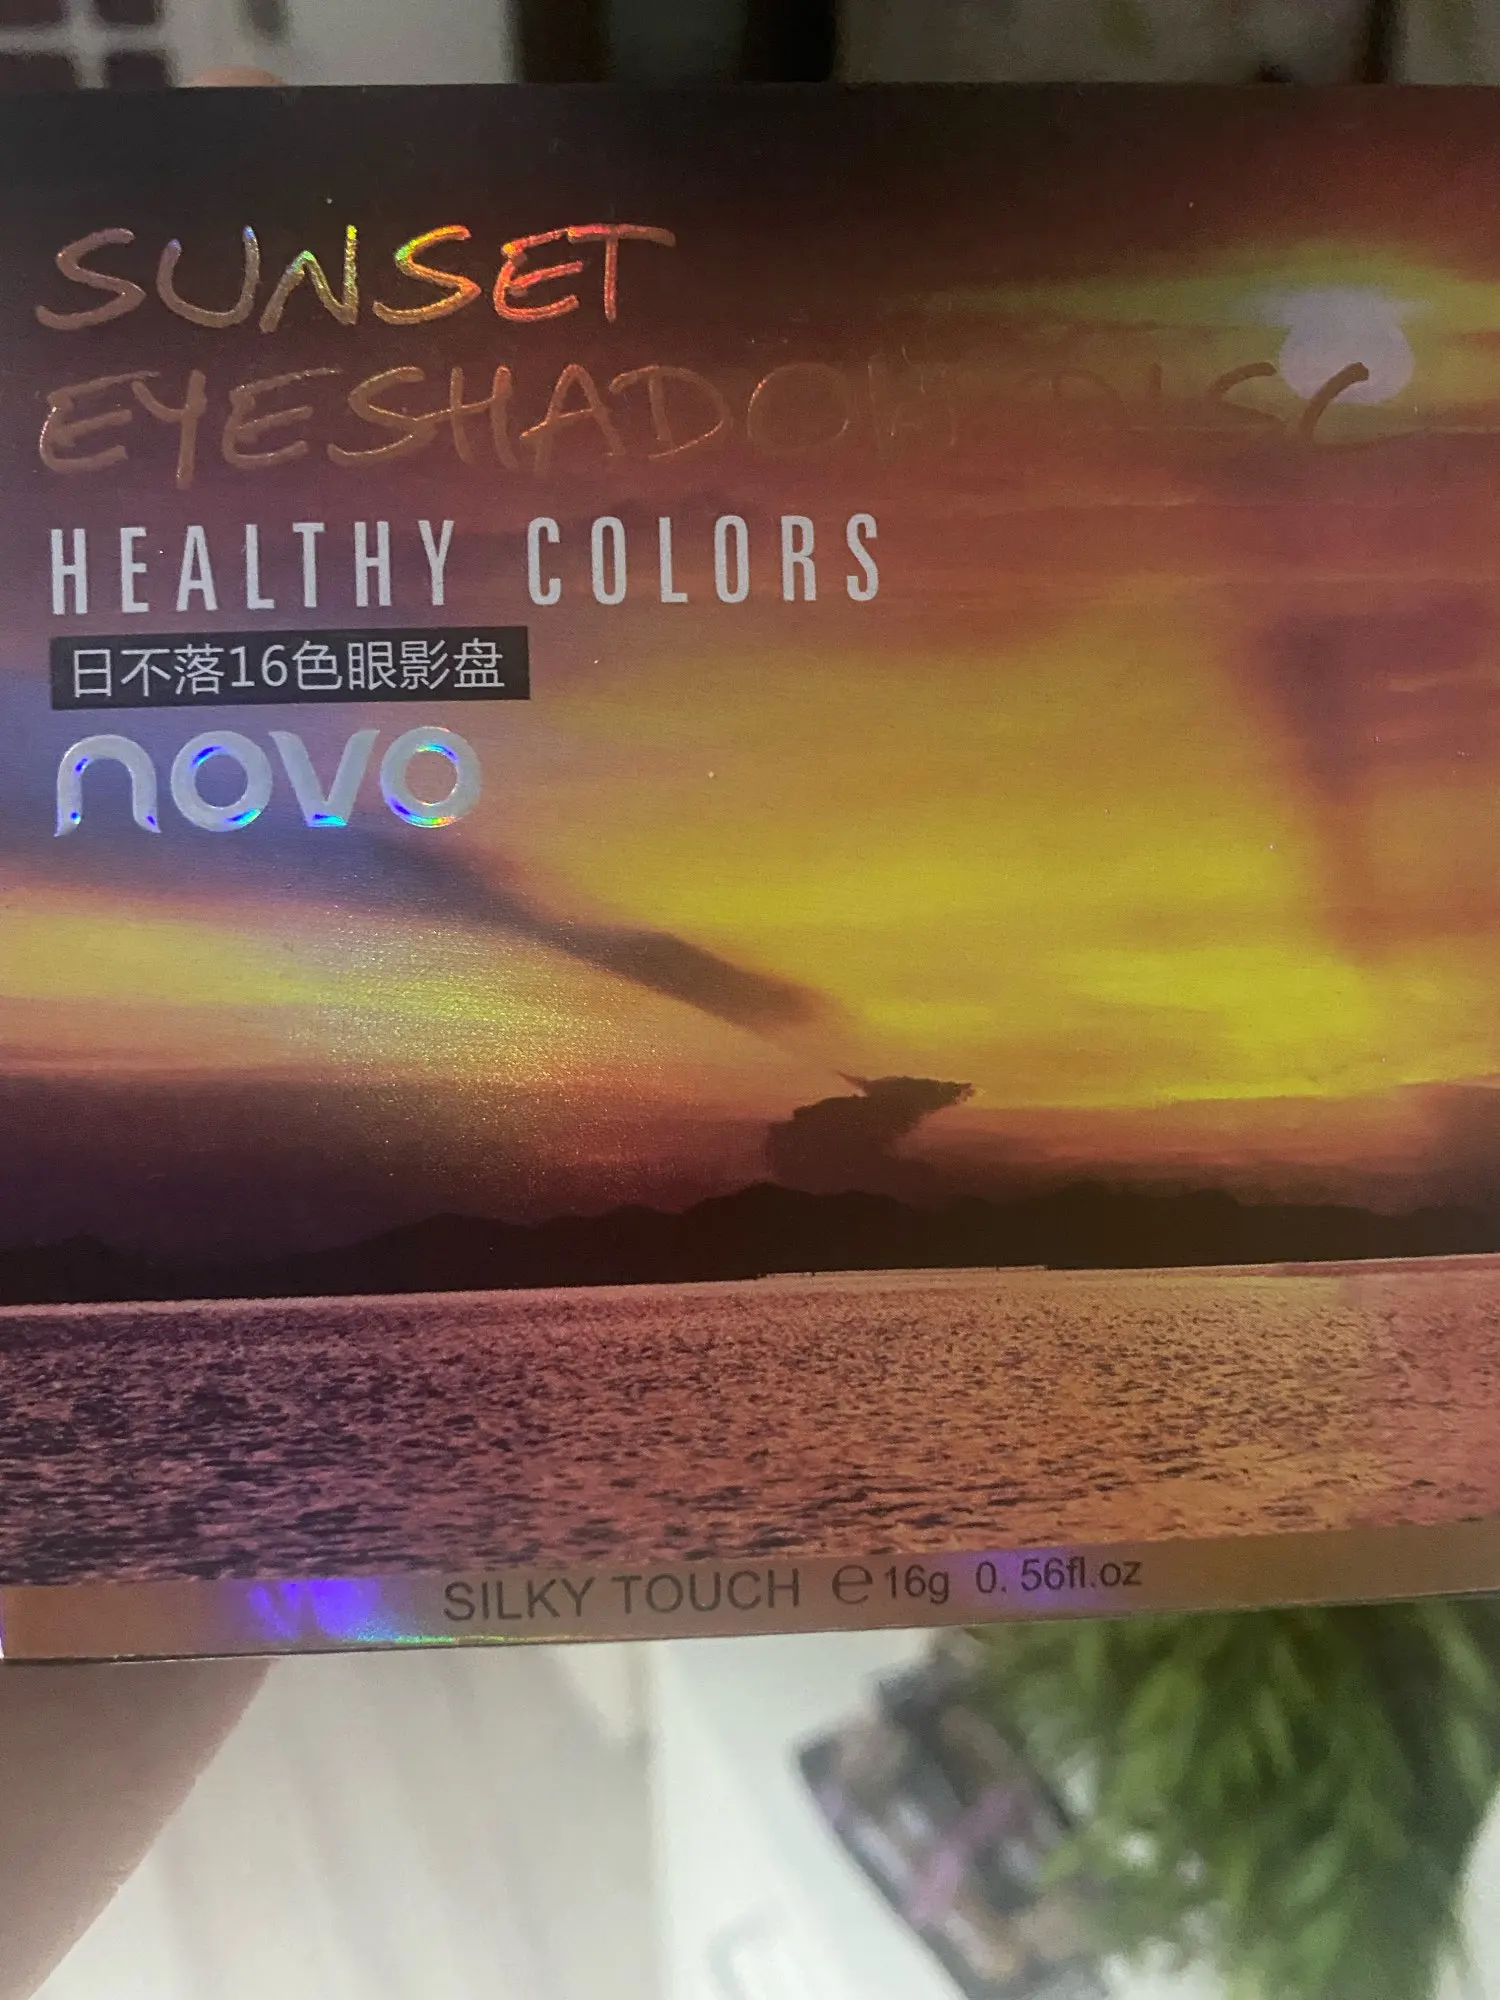 SUNSET
EYESHADOW DISC
HEALTHY COLORS
日不落16色眼影盘
novo
SILKY TOUCH ℮16g 0.56fl.oz